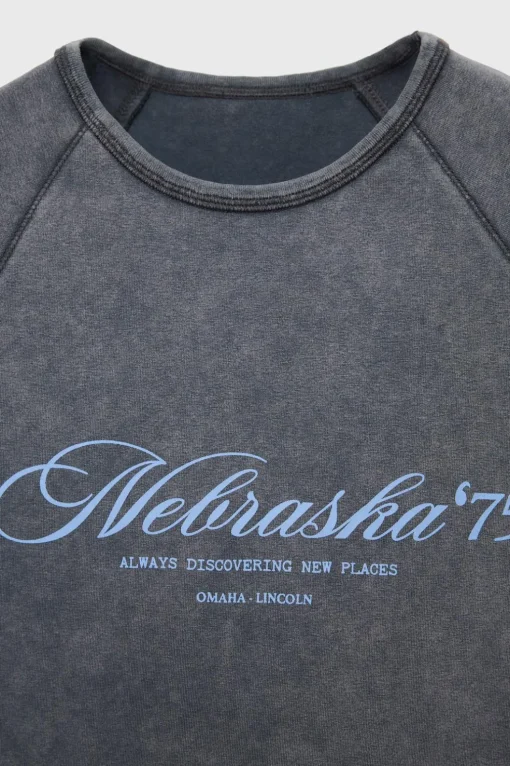 Nebraska '75
ALWAYS DISCOVERING NEW PLACES
OMAHA - LINCOLN